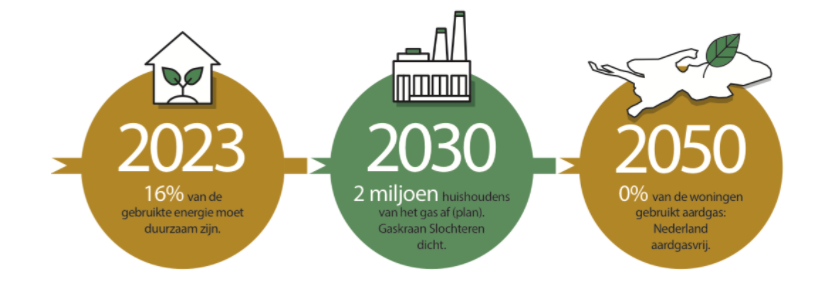 2023
16% van de
gebruikte energie moet
duurzaam zijn.
2030
2 miljoen huishoudens
van het gas af (plan).
Gaskraan Slochteren
dicht.
2050
0% van de woningen
gebruikt aardgas:
Nederland
aardgasvrij.